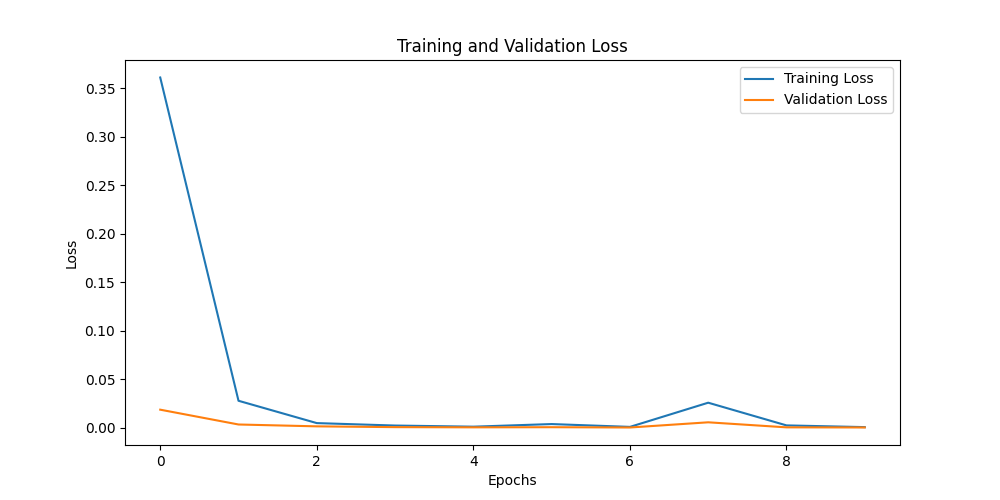 Training and Validation Loss
Training Loss
Validation Loss
0.35
0.30
0.25
0.20
0.15
0.10
0.05
0.00
Loss
0 2 4 6 8
Epochs